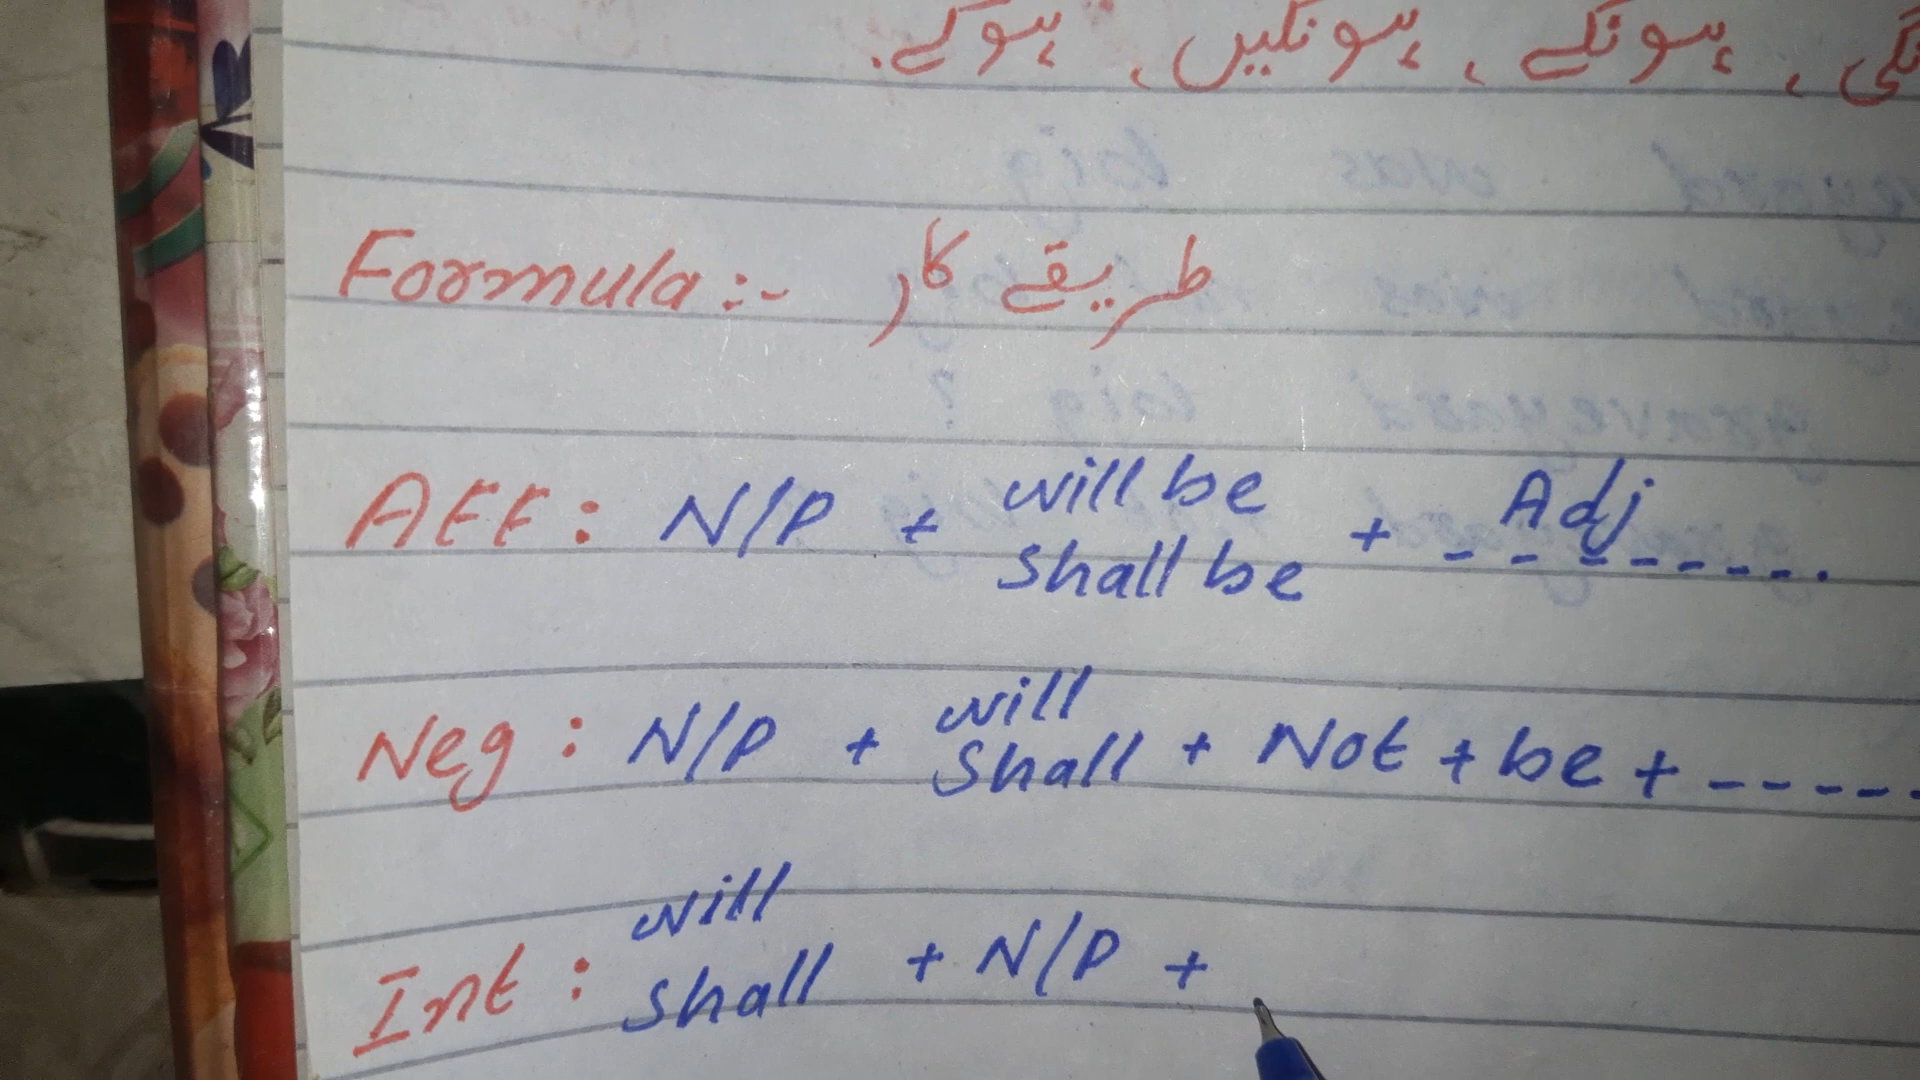 ہونگے ، ہونگیں ، ہوگے.
Formula :- طریقے کار
AFF : N/P + will be / shall be + Adj - - - - - - - - .
Neg : N/P + will / shall + Not + be + - - - - -
Int : will / shall + N/P +